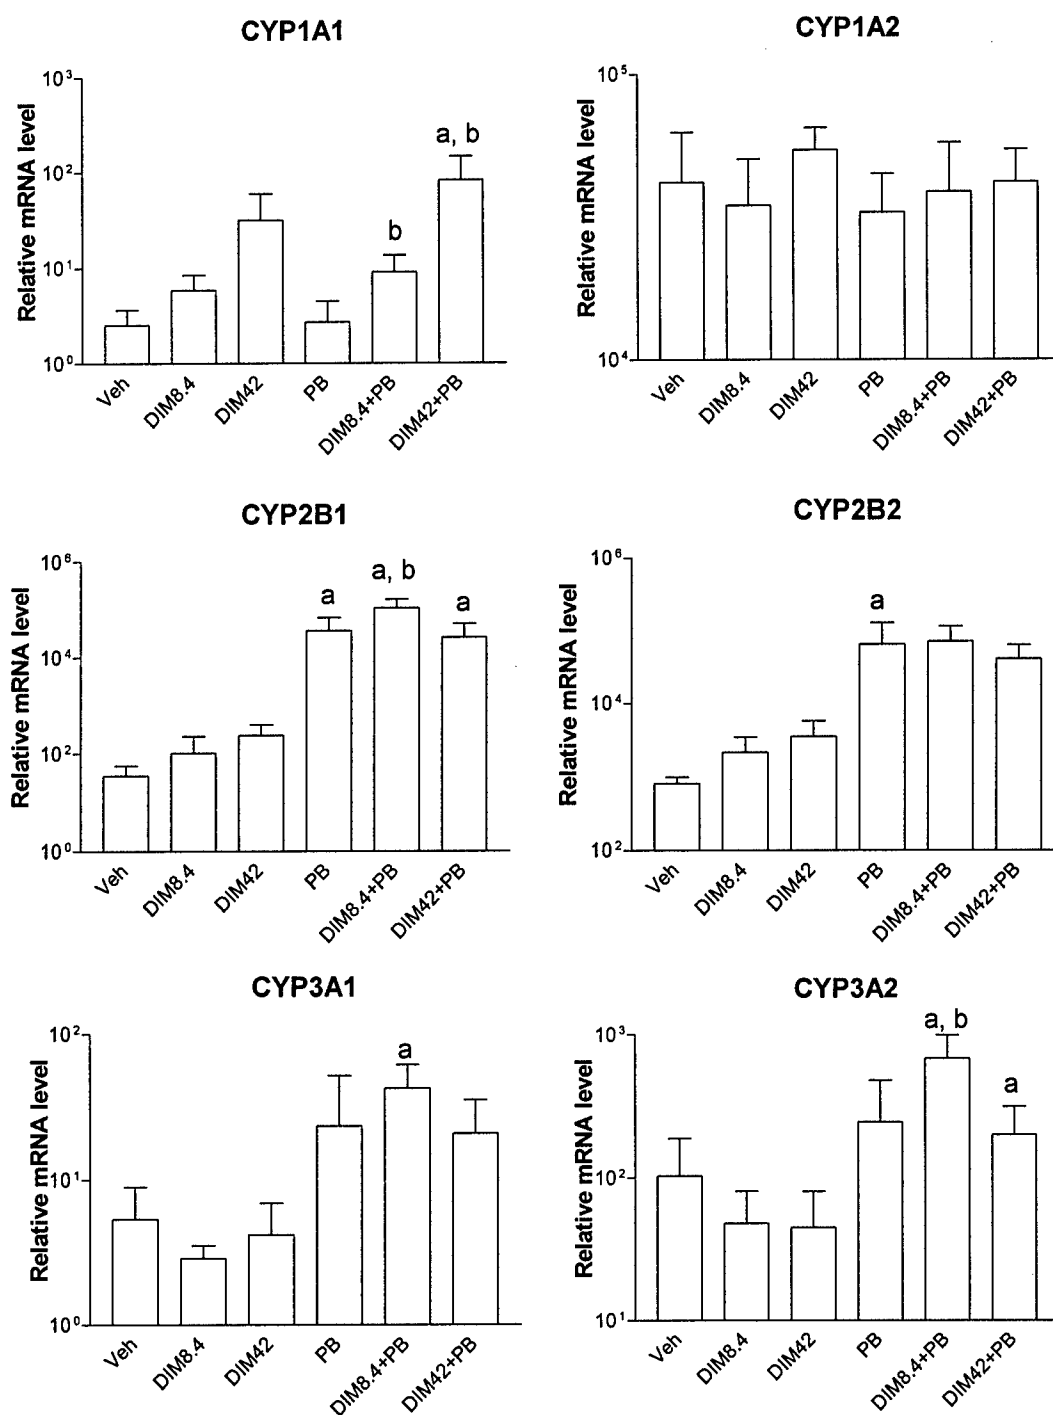 CYP1A1
Relative mRNA level
10³
10²
10¹
10⁰
a, b
b
Veh
DIM8.4
DIM42
PB
DIM8.4+PB
DIM42+PB
CYP1A2
Relative mRNA level
10⁵
10⁴
Veh
DIM8.4
DIM42
PB
DIM8.4+PB
DIM42+PB
CYP2B1
Relative mRNA level
10⁶
10⁴
10²
10⁰
a
a, b
a
Veh
DIM8.4
DIM42
PB
DIM8.4+PB
DIM42+PB
CYP2B2
Relative mRNA level
10⁶
10⁴
10²
a
Veh
DIM8.4
DIM42
PB
DIM8.4+PB
DIM42+PB
CYP3A1
Relative mRNA level
10²
10¹
10⁰
a
Veh
DIM8.4
DIM42
PB
DIM8.4+PB
DIM42+PB
CYP3A2
Relative mRNA level
10³
10²
10¹
a, b
a
Veh
DIM8.4
DIM42
PB
DIM8.4+PB
DIM42+PB